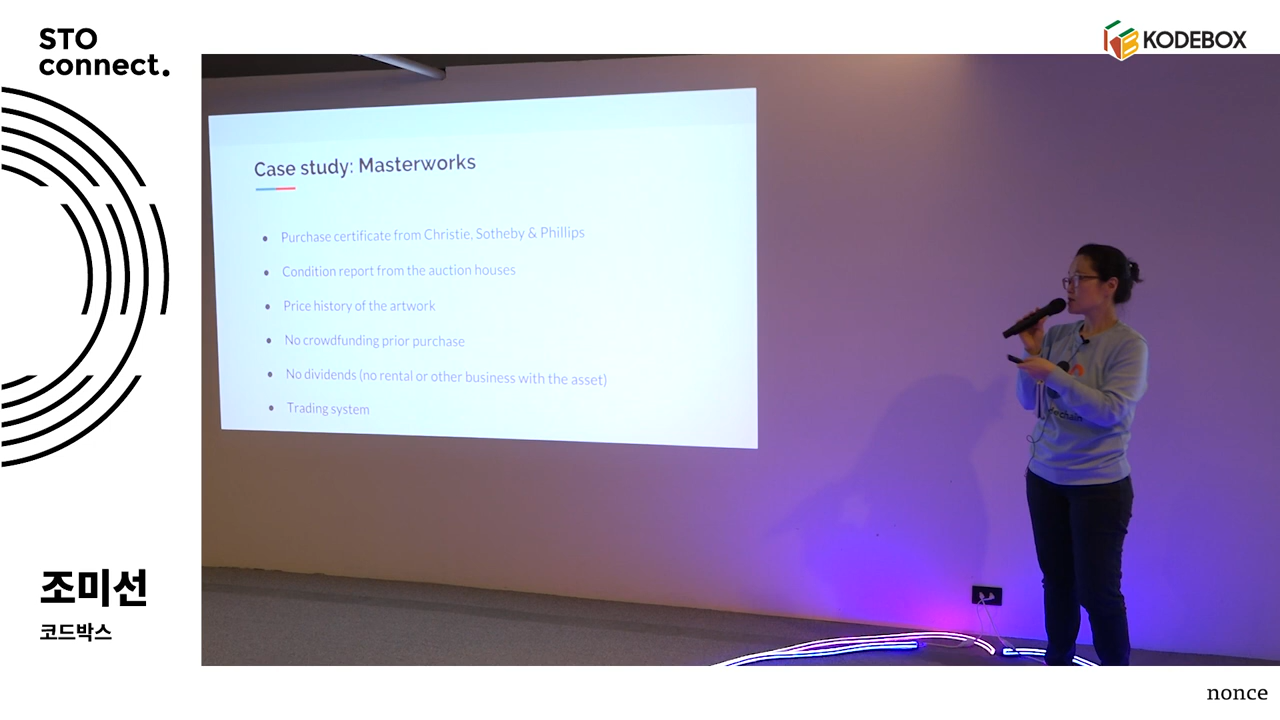 STO
connect.
KODEBOX
Case study: Masterworks
• Purchase certificate from Christie, Sotheby & Phillips
• Condition report from the auction houses
• Price history of the artwork
• No crowdfunding prior purchase
• No dividends (no rental or other business with the asset)
• Trading system
조미선
코드박스
nonce